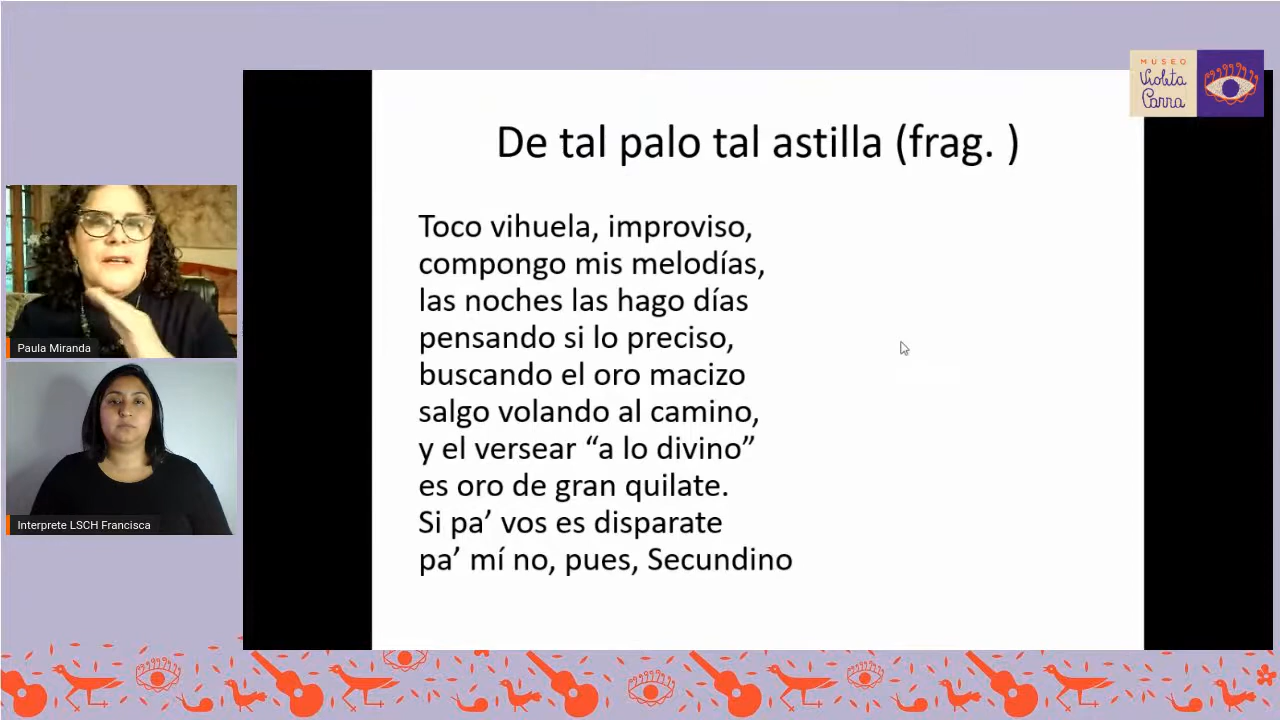 MUSEO
Violeta
Parra
De tal palo tal astilla (frag. )
Toco vihuela, improviso,
compongo mis melodías,
las noches las hago días
pensando si lo preciso,
buscando el oro macizo
salgo volando al camino,
y el versear “a lo divino”
es oro de gran quilate.
Si pa’ vos es disparate
pa’ mí no, pues, Secundino
Paula Miranda
Interprete LSCH Francisca